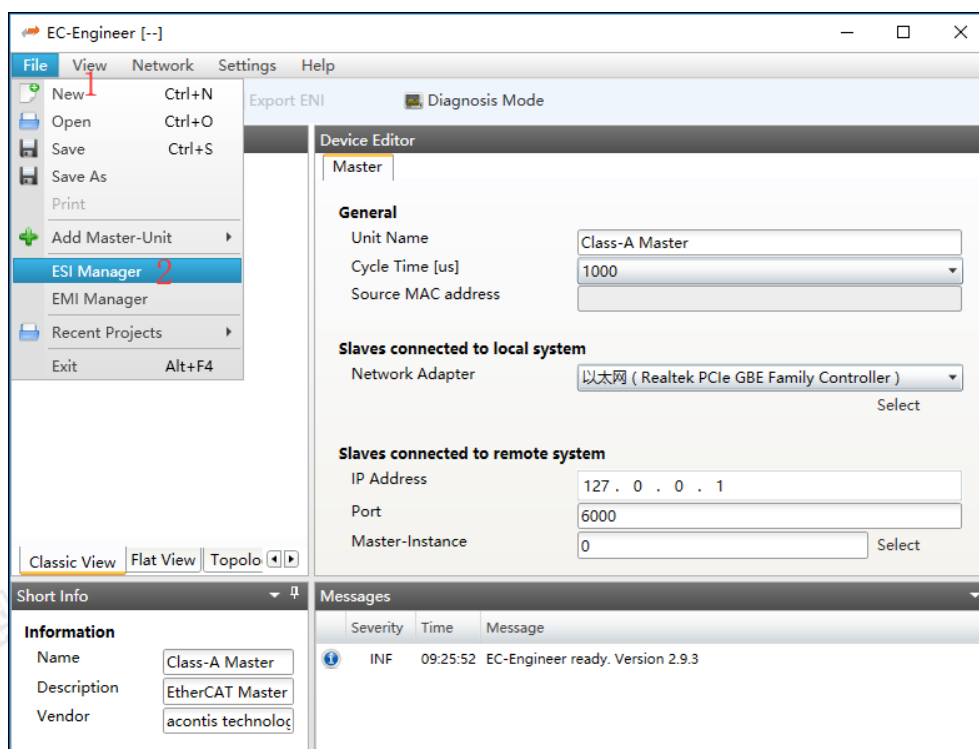 EC-Engineer [--]
File View Network Settings Help
1
New Ctrl+N
Export ENI Diagnosis Mode
Open Ctrl+O
Save Ctrl+S
Save As
Print
Add Master-Unit
ESI Manager 2
EMI Manager
Recent Projects
Exit Alt+F4
Device Editor
Master
General
Unit Name Class-A Master
Cycle Time [us] 1000
Source MAC address
Slaves connected to local system
Network Adapter 以太网 ( Realtek PCIe GBE Family Controller )
Select
Slaves connected to remote system
IP Address 127 . 0 . 0 . 1
Port 6000
Master-Instance 0 Select
Classic View Flat View Topolo
Short Info
Information
Name Class-A Master
Description EtherCAT Master
Vendor acontis technolog
Messages
Severity Time Message
INF 09:25:52 EC-Engineer ready. Version 2.9.3